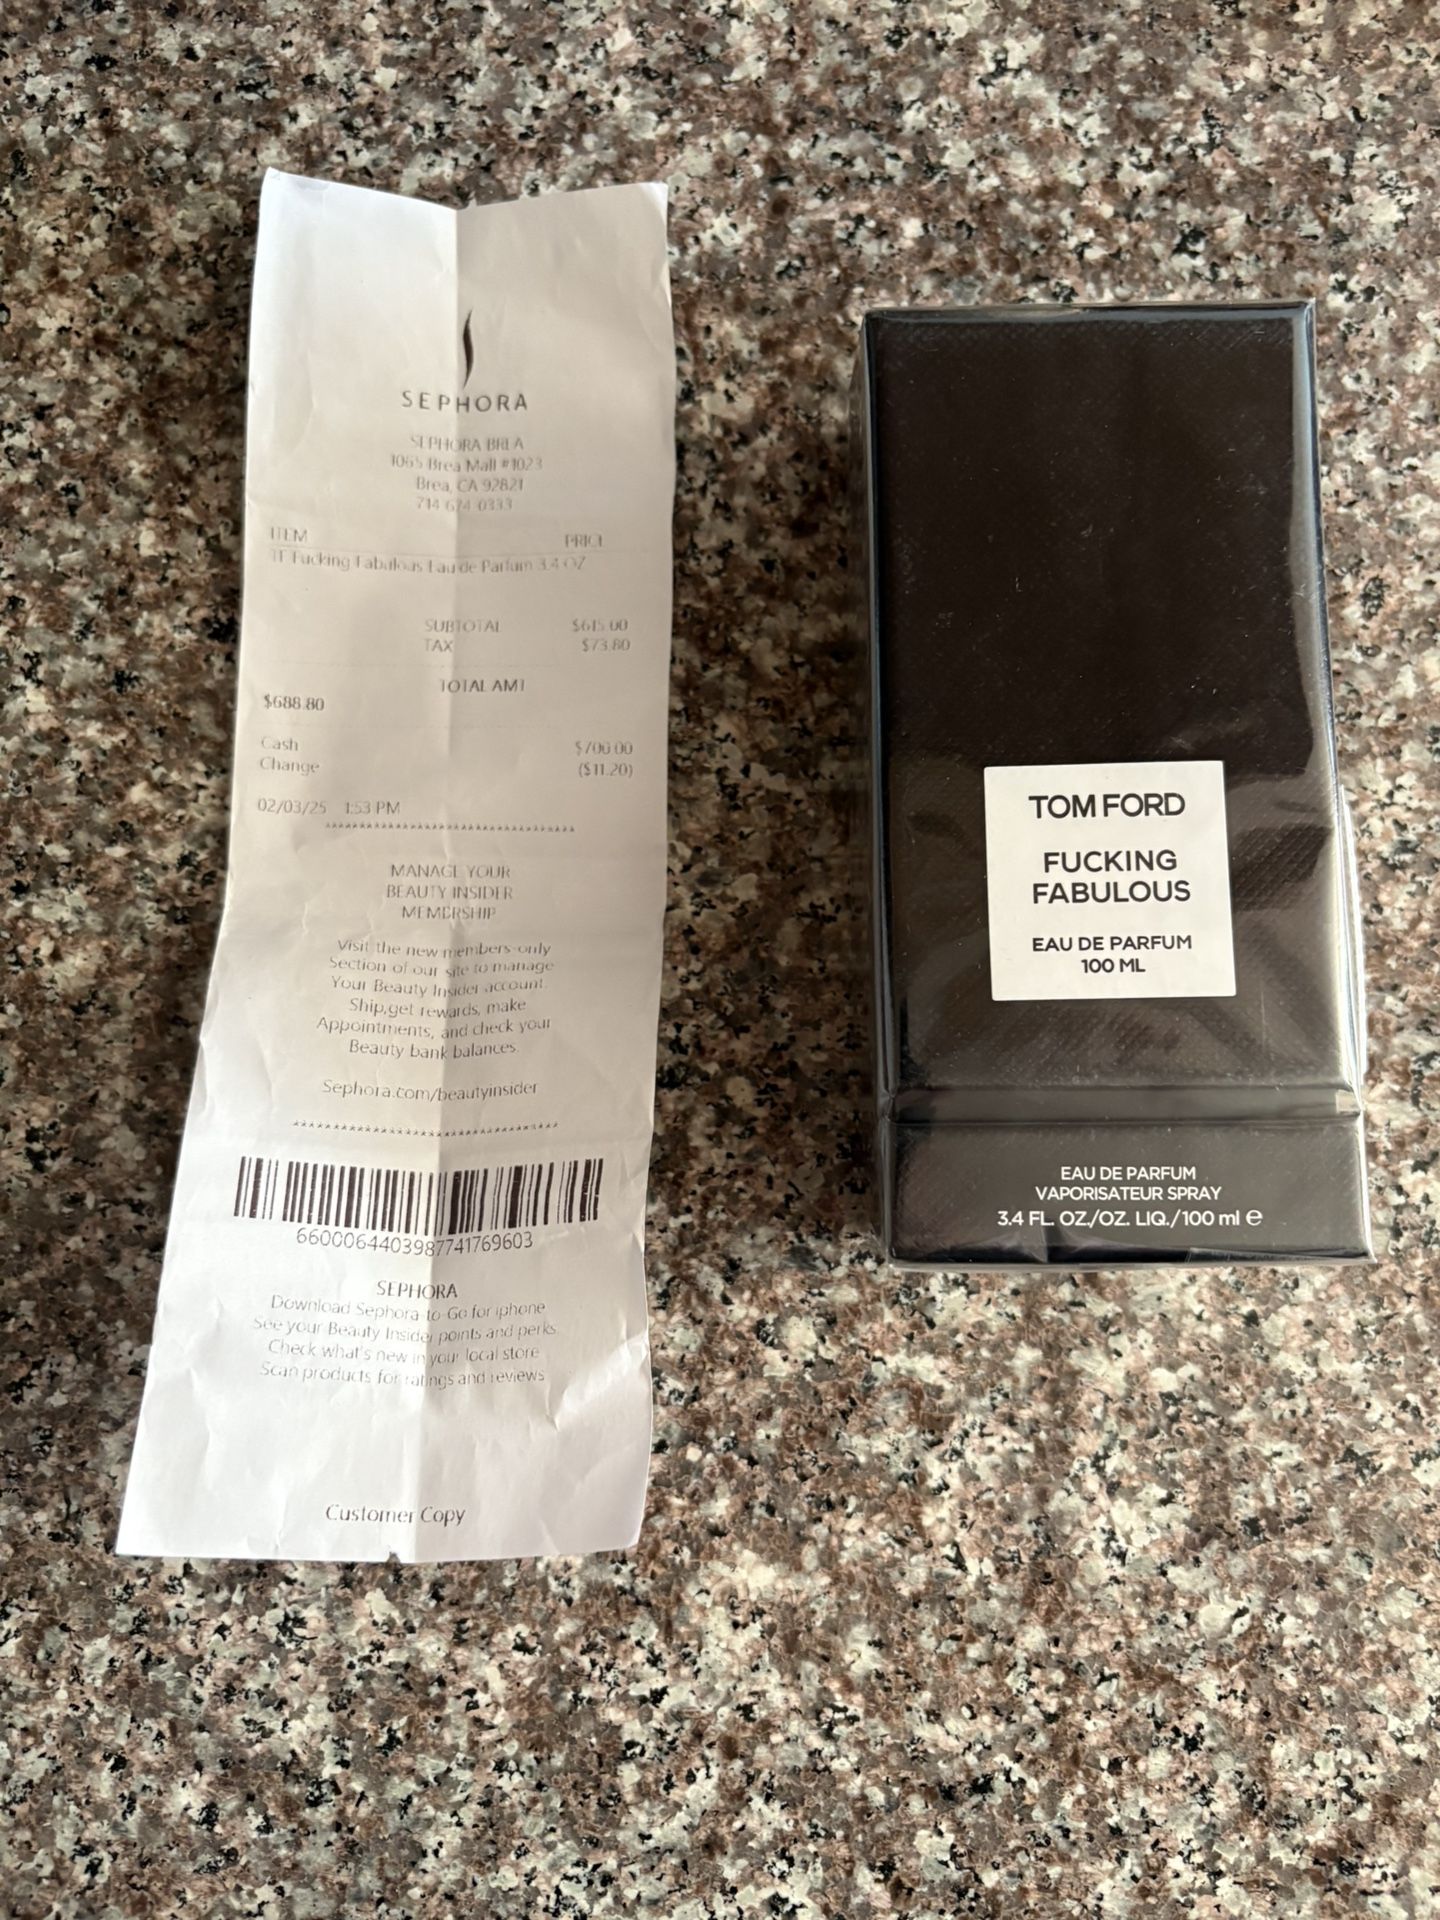 SEPHORA
SEPHORA BREA
1065 Brea Mall #1023
Brea, CA 92821
714-674-0333
ITEM PRICE
TF Fucking Fabulous Eau de Parfum 3.4 OZ
SUBTOTAL $615.00
TAX $73.80
TOTAL AMT
$688.80
Cash $700.00
Change ($11.20)
02/03/25 1:53 PM
***********************************
MANAGE YOUR
BEAUTY INSIDER
MEMBRSHIP
Visit the new members-only
Section of our site to manage
Your Beauty Insider account.
Ship,get rewards, make
Appointments, and check your
Beauty bank balances.
Sephora.com/beautyinsider
***********************************
6600064403987741769603
SEPHORA
Download Sephora-to-Go for iphone
See your Beauty Insider points and perks
Check what's new in your local store
Scan products for ratings and reviews
Customer Copy
TOM FORD
FUCKING
FABULOUS
EAU DE PARFUM
100 ML
EAU DE PARFUM
VAPORISATEUR SPRAY
3.4 FL. OZ./OZ. LIQ./100 ml ℮